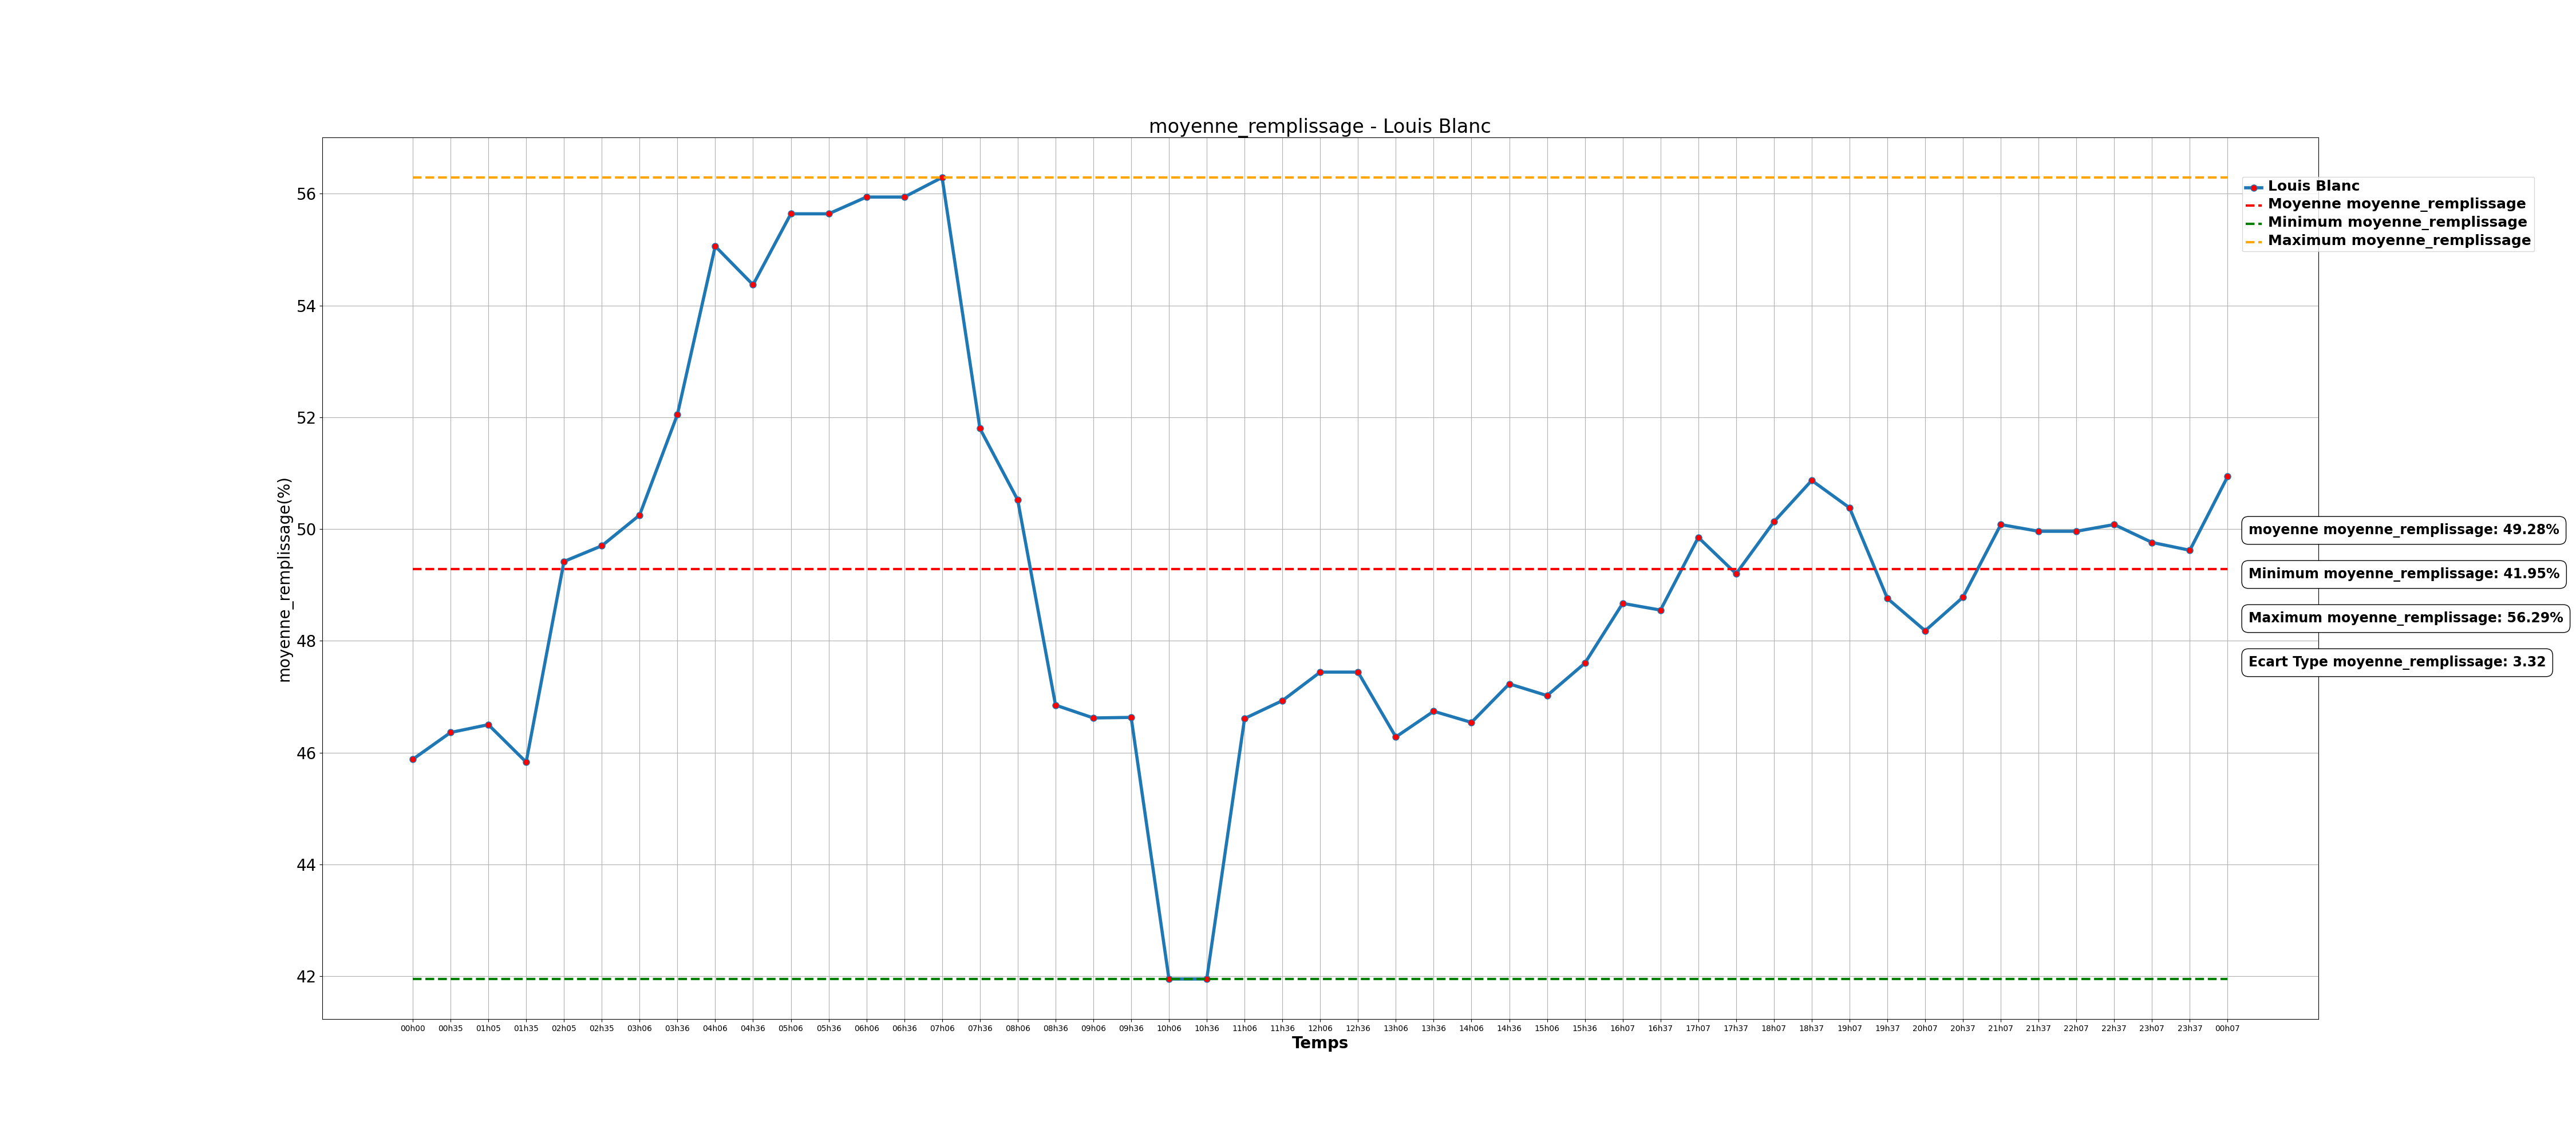 moyenne_remplissage - Louis Blanc
56
54
52
50
48
46
44
42
moyenne_remplissage(%)
Louis Blanc
Moyenne moyenne_remplissage
Minimum moyenne_remplissage
Maximum moyenne_remplissage
moyenne moyenne_remplissage: 49.28%
Minimum moyenne_remplissage: 41.95%
Maximum moyenne_remplissage: 56.29%
Ecart Type moyenne_remplissage: 3.32
00h00 00h35 01h05 01h35 02h05 02h35 03h06 03h36 04h06 04h36 05h06 05h36 06h06 06h36 07h06 07h36 08h06 08h36 09h06 09h36 10h06 10h36 11h06 11h36 12h06 12h36 13h06 13h36 14h06 14h36 15h06 15h36 16h07 16h37 17h07 17h37 18h07 18h37 19h07 19h37 20h07 20h37 21h07 21h37 22h07 22h37 23h07 23h37 00h07
Temps